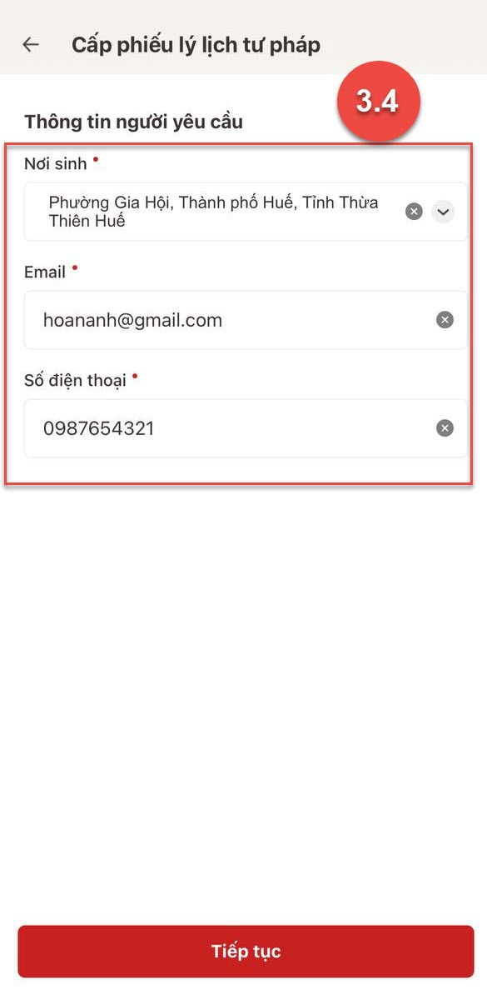 Cấp phiếu lý lịch tư pháp
3.4
Thông tin người yêu cầu
Nơi sinh
Phường Gia Hội, Thành phố Huế, Tỉnh Thừa
Thiên Huế
Email
hoananh@gmail.com
Số điện thoại
0987654321
Tiếp tục